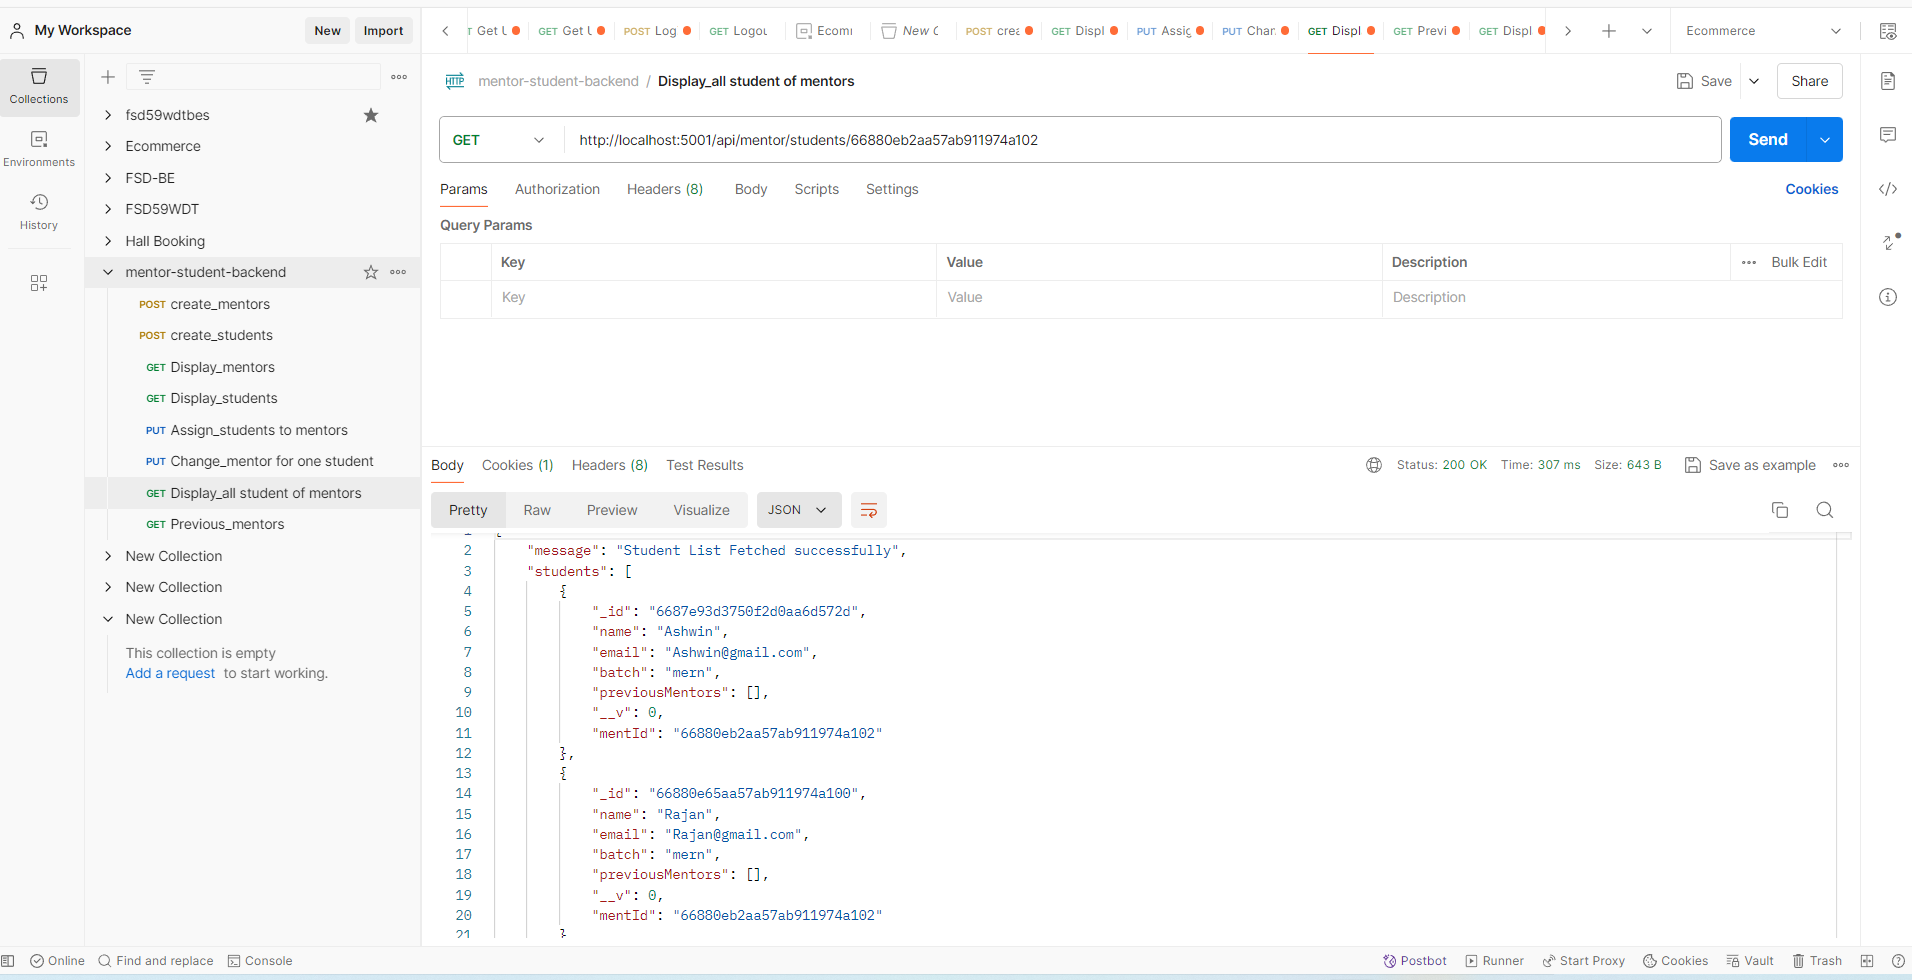 My Workspace
New
Import
Get
GET Get
POST Log
GET Logou
Ecom
New C
POST crea
GET Displ
PUT Assig
PUT Chan
GET Displ
GET Previ
GET Displ
Ecommerce
Collections
Environments
History
fsd59wdtbes
Ecommerce
FSD-BE
FSD59WDT
Hall Booking
mentor-student-backend
POST create_mentors
POST create_students
GET Display_mentors
GET Display_students
PUT Assign_students to mentors
PUT Change_mentor for one student
GET Display_all student of mentors
GET Previous_mentors
New Collection
New Collection
New Collection
This collection is empty
Add a request to start working.
HTTP mentor-student-backend / Display_all student of mentors
Save
Share
GET http://localhost:5001/api/mentor/students/66880eb2aa57ab911974a102
Send
Params Authorization Headers (8) Body Scripts Settings
Cookies
Query Params
Key Value Description Bulk Edit
Key Value Description
Body Cookies (1) Headers (8) Test Results
Status: 200 OK Time: 307 ms Size: 643 B Save as example
Pretty Raw Preview Visualize JSON
2 "message": "Student List Fetched successfully",
3 "students": [
4 {
5 "_id": "6687e93d3750f2d0aa6d572d",
6 "name": "Ashwin",
7 "email": "Ashwin@gmail.com",
8 "batch": "mern",
9 "previousMentors": [],
10 "__v": 0,
11 "mentId": "66880eb2aa57ab911974a102"
12 },
13 {
14 "_id": "66880e65aa57ab911974a100",
15 "name": "Rajan",
16 "email": "Rajan@gmail.com",
17 "batch": "mern",
18 "previousMentors": [],
19 "__v": 0,
20 "mentId": "66880eb2aa57ab911974a102"
21 }
Online Find and replace Console
Postbot Runner Start Proxy Cookies Vault Trash